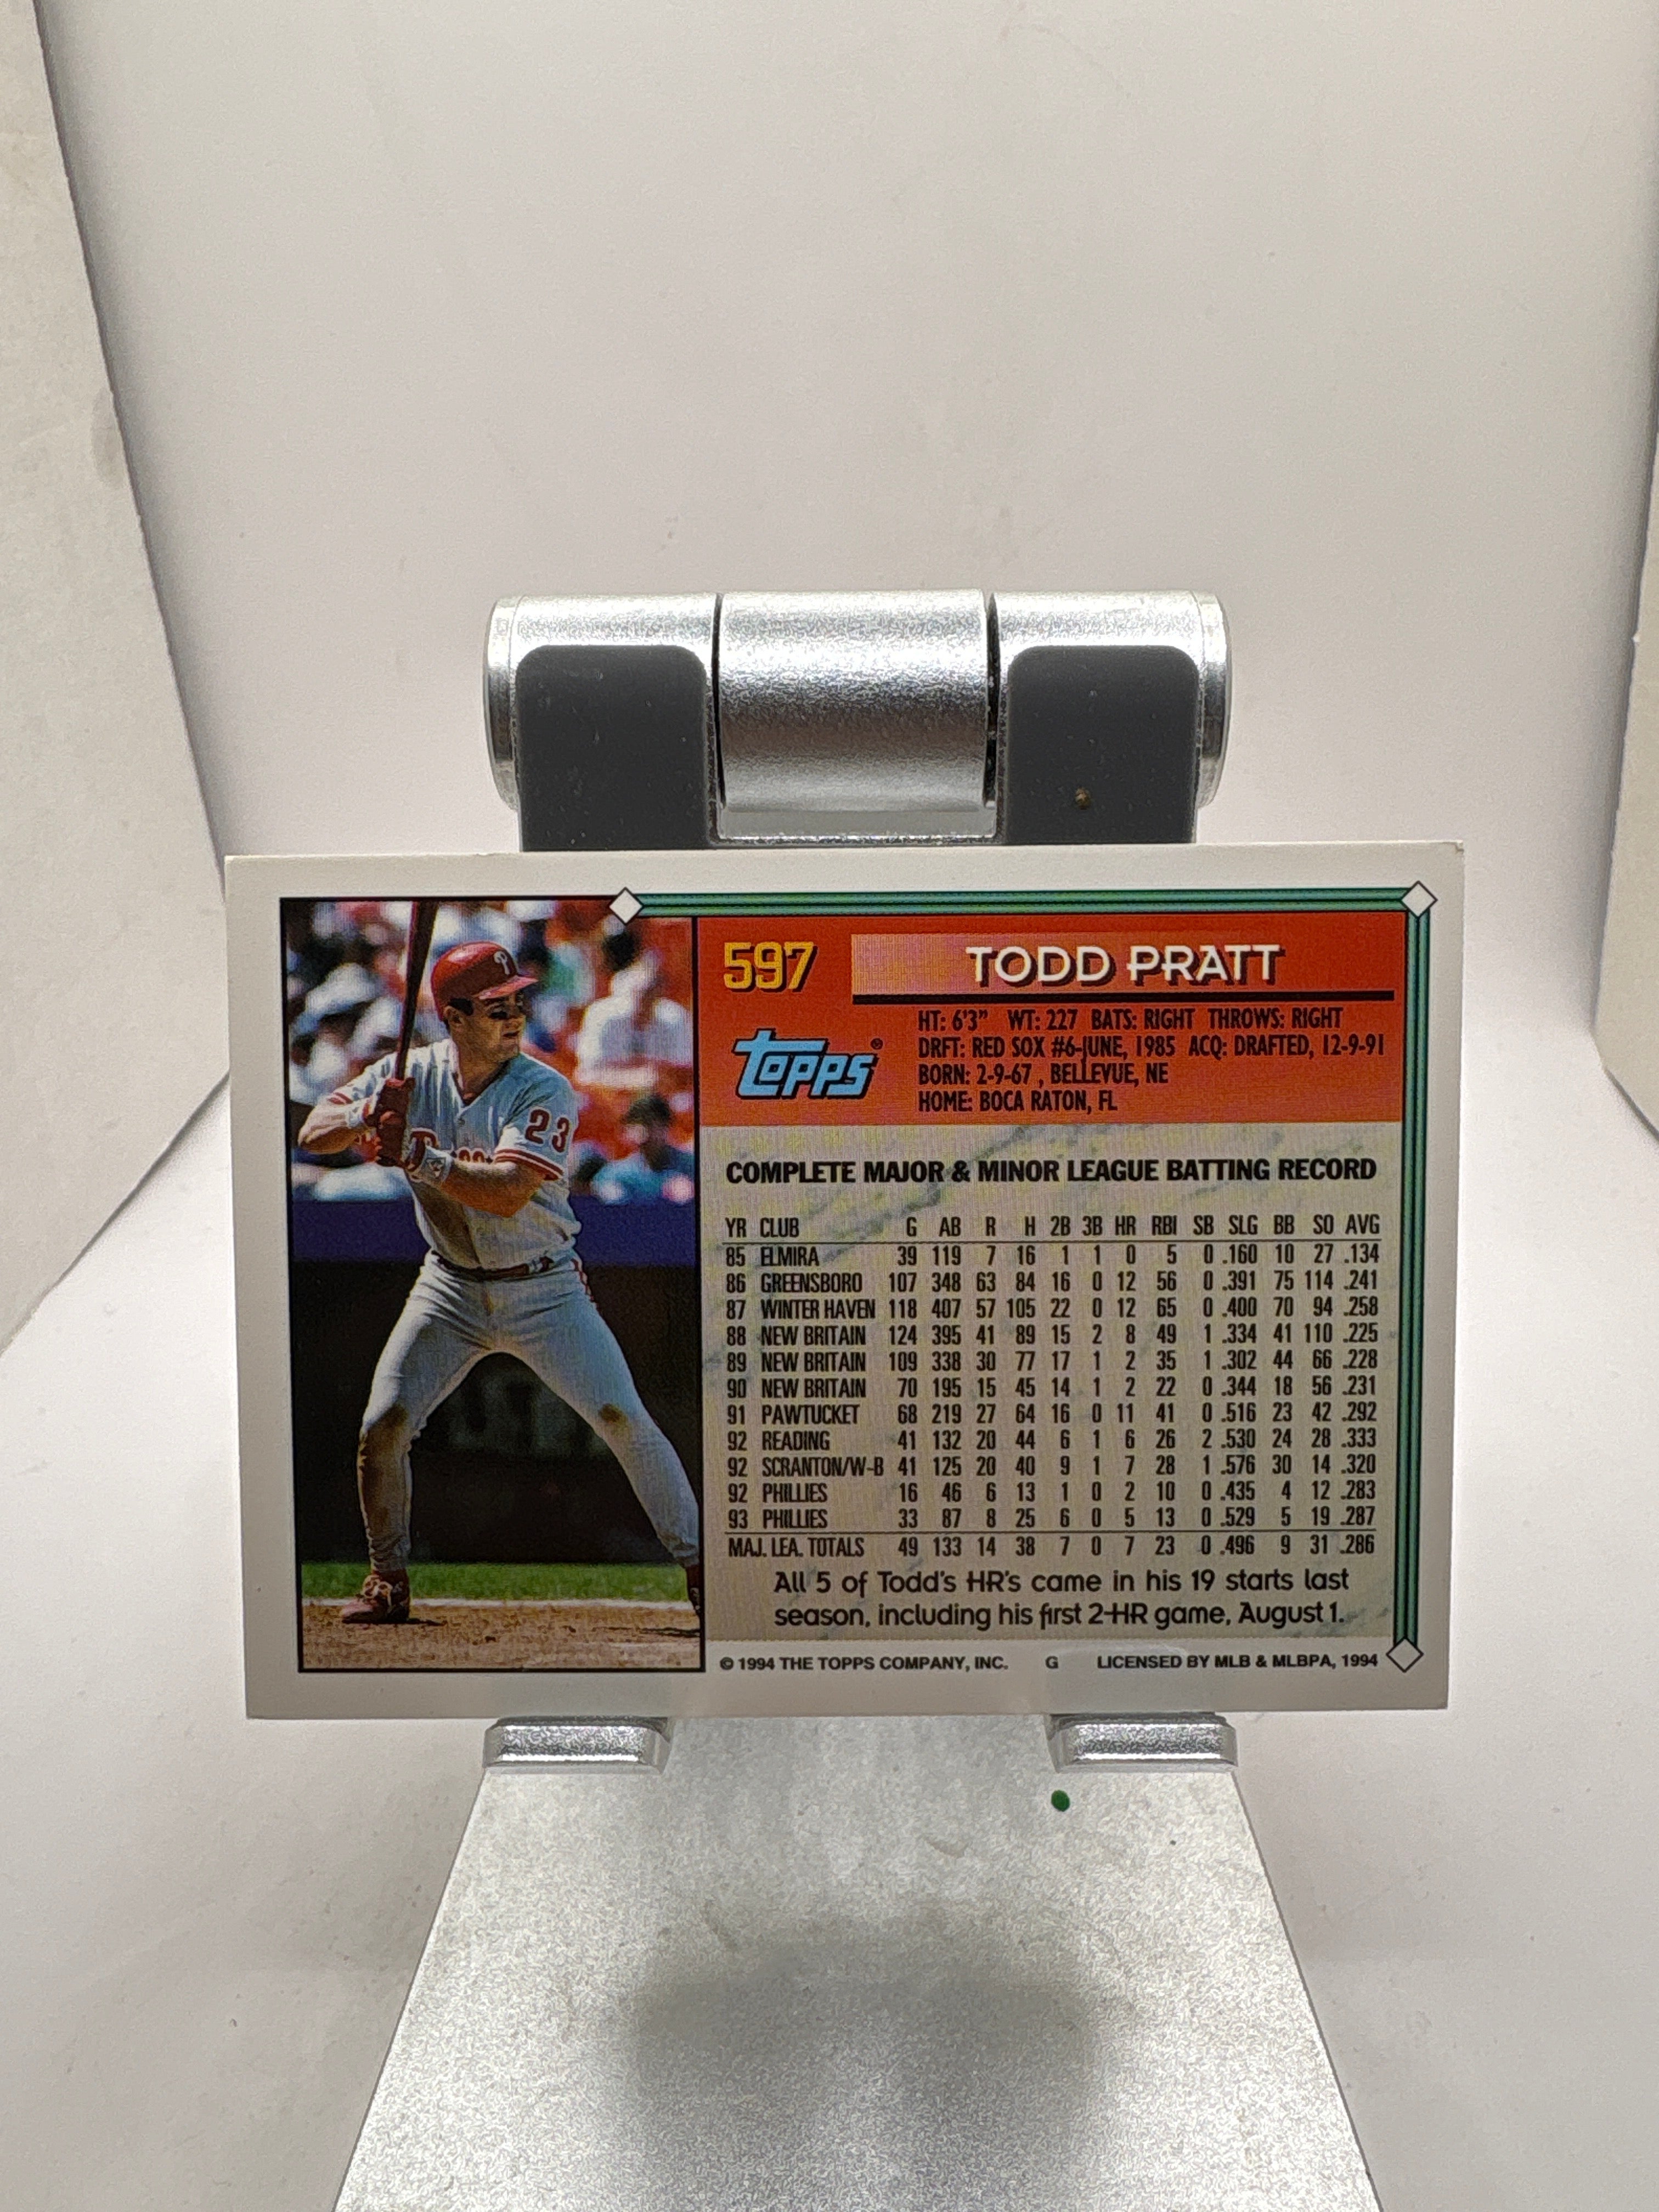 597 TODD PRATT
topps®
HT: 6'3" WT: 227 BATS: RIGHT THROWS: RIGHT
DRFT: RED SOX #6-JUNE, 1985 ACQ: DRAFTED, 12-9-91
BORN: 2-9-67 , BELLEVUE, NE
HOME: BOCA RATON, FL
23
P
COMPLETE MAJOR & MINOR LEAGUE BATTING RECORD
YR CLUB G AB R H 2B 3B HR RBI SB SLG BB SO AVG
85 ELMIRA 39 119 7 16 1 1 0 5 0 .160 10 27 .134
86 GREENSBORO 107 348 63 84 16 0 12 56 0 .391 75 114 .241
87 WINTER HAVEN 118 407 57 105 22 0 12 65 0 .400 70 94 .258
88 NEW BRITAIN 124 395 41 89 15 2 8 49 1 .334 41 110 .225
89 NEW BRITAIN 109 338 30 77 17 1 2 35 1 .302 44 66 .228
90 NEW BRITAIN 70 195 15 45 14 1 2 22 0 .344 18 56 .231
91 PAWTUCKET 68 219 27 64 16 0 11 41 0 .516 23 42 .292
92 READING 41 132 20 44 6 1 6 26 2 .530 24 28 .333
92 SCRANTON/W-B 41 125 20 40 9 1 7 28 1 .576 30 14 .320
92 PHILLIES 16 46 6 13 1 0 2 10 0 .435 4 12 .283
93 PHILLIES 33 87 8 25 6 0 5 13 0 .529 5 19 .287
MAJ. LEA. TOTALS 49 133 14 38 7 0 7 23 0 .496 9 31 .286
All 5 of Todd's HR's came in his 19 starts last
season, including his first 2-HR game, August 1.
© 1994 THE TOPPS COMPANY, INC. G LICENSED BY MLB & MLBPA, 1994